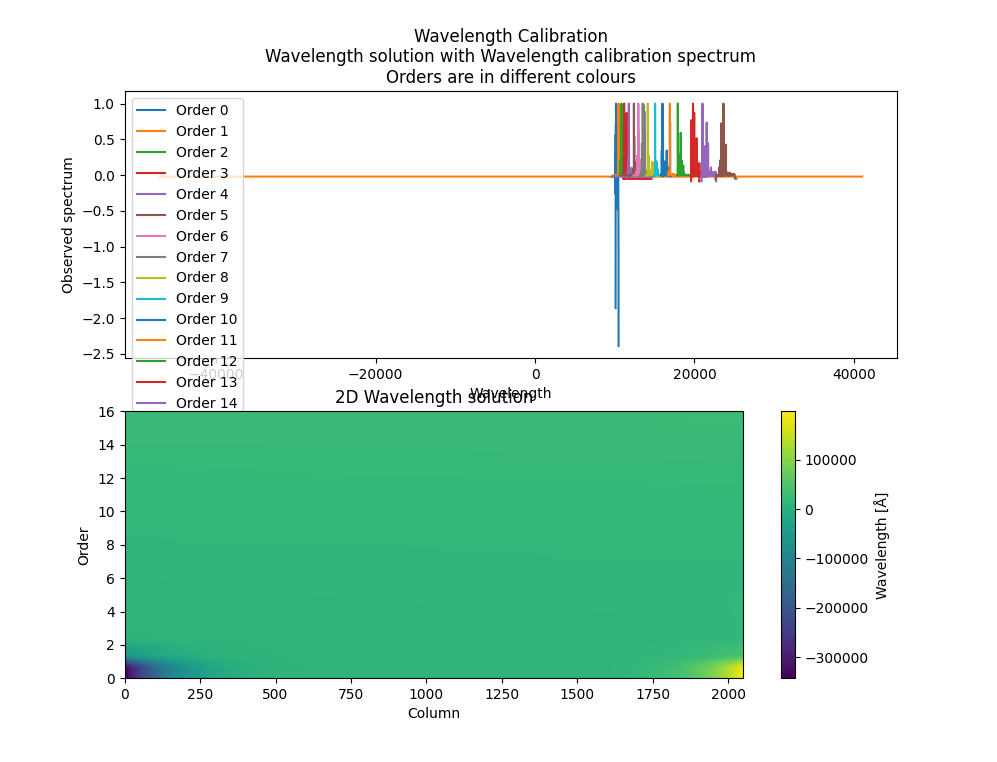 Wavelength Calibration
Wavelength solution with Wavelength calibration spectrum
Orders are in different colours
Observed spectrum
1.0
0.5
0.0
−0.5
−1.0
−1.5
−2.0
−2.5
Order 0
Order 1
Order 2
Order 3
Order 4
Order 5
Order 6
Order 7
Order 8
Order 9
Order 10
Order 11
Order 12
Order 13
Order 14
−40000
−20000
0
20000
40000
Wavelength
2D Wavelength solution
Order
16
14
12
10
8
6
4
2
0
0
250
500
750
1000
1250
1500
1750
2000
Column
100000
0
−100000
−200000
−300000
Wavelength [Å]